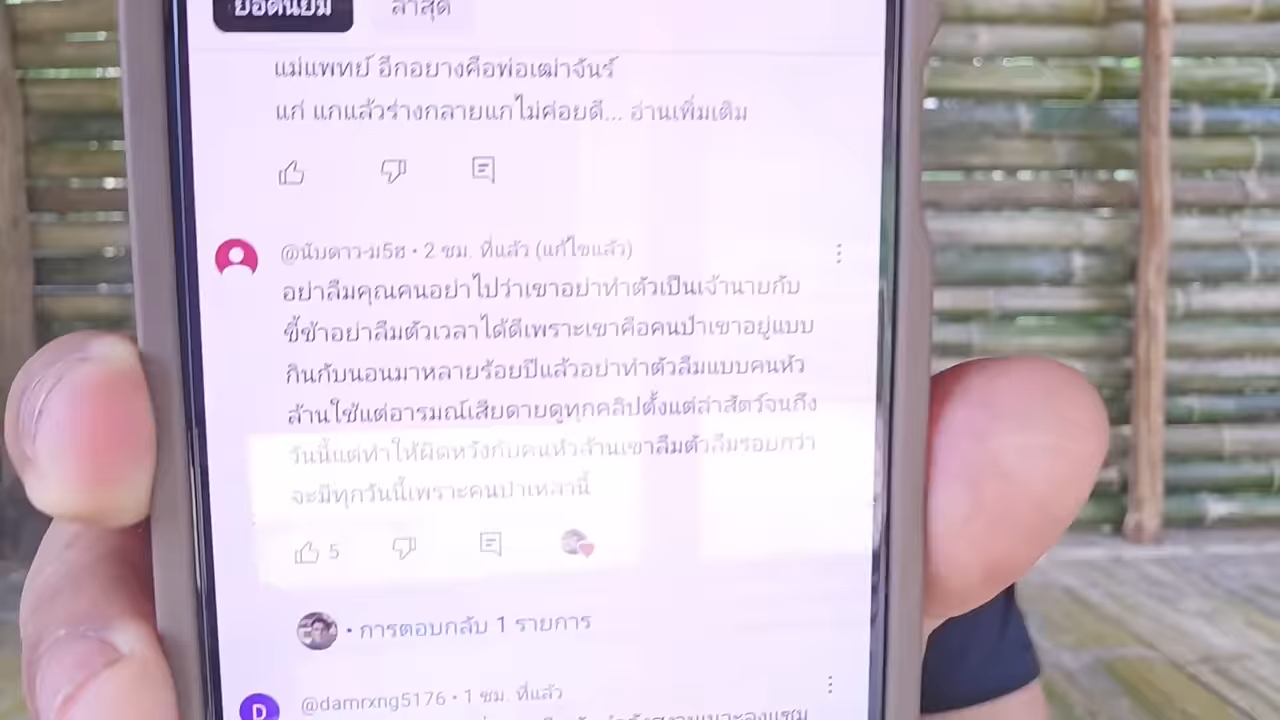 ยอดนิยม ล่าสุด
แม่แพทย์ อีกอย่างคือพ่อเฒ่าจันร์
แก่ แกแล้วร่างกลายแกไม่ค่อยดี... อ่านเพิ่มเติม
@นับดาว-ม5ฮ • 2 ชม. ที่แล้ว (แก้ไขแล้ว)
อย่าลืมคุณคนอย่าไปว่าเขาอย่าทำตัวเป็นเจ้านายกับ
ขี้ข้าอย่าลืมตัวเวลาได้ดีเพราะเขาคือคนป่าเขาอยู่แบบ
กินกับนอนมาหลายร้อยปีแล้วอย่าทำตัวลืมแบบคนหัว
ล้านใช้แต่อารมณ์เสียดายดูทุกคลิปตั้งแต่ล่าสัตว์จนถึง
วันนี้แต่ทำให้ผิดหวังกับคนหัวล้านเขาลืมตัวลืมรอบกว่า
จะมีทุกวันนี้เพราะคนป่าเหล่านี้
5
• การตอบกลับ 1 รายการ
D @damrxng5176 • 1 ชม. ที่แล้ว